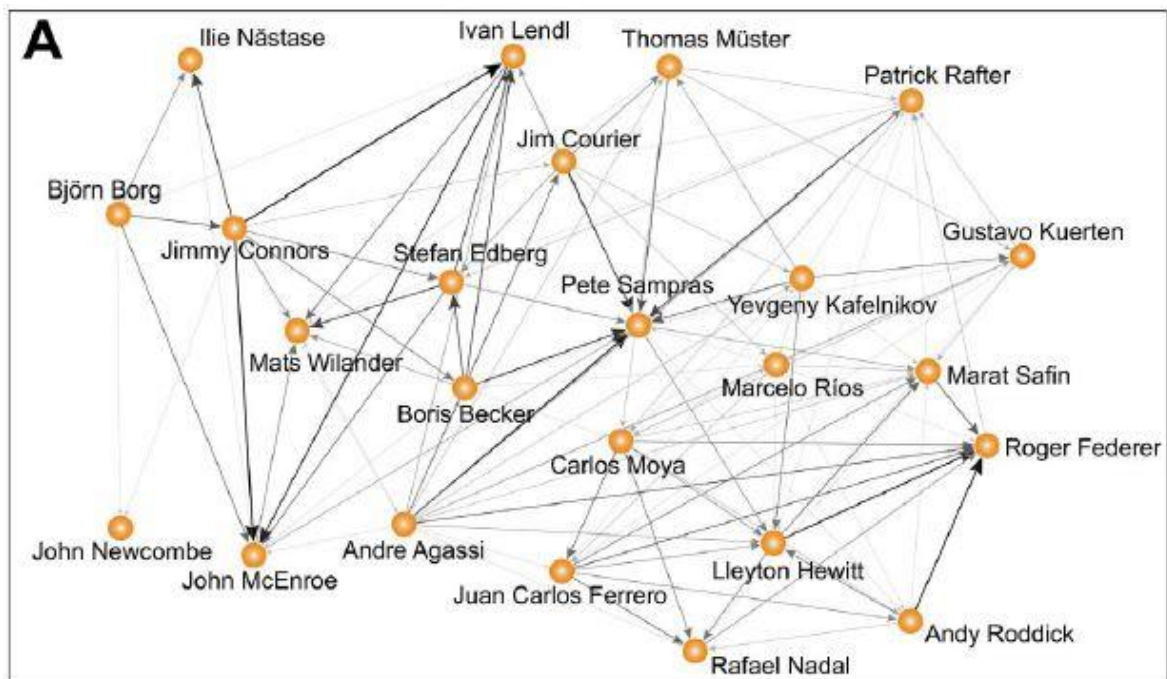 A
Ilie Năstase
Ivan Lendl
Thomas Müster
Patrick Rafter
Jim Courier
Björn Borg
Jimmy Connors
Stefan Edberg
Gustavo Kuerten
Pete Sampras
Yevgeny Kafelnikov
Mats Wilander
Marcelo Ríos
Marat Safin
Boris Becker
Carlos Moya
Roger Federer
John Newcombe
John McEnroe
Andre Agassi
Lleyton Hewitt
Juan Carlos Ferrero
Andy Roddick
Rafael Nadal